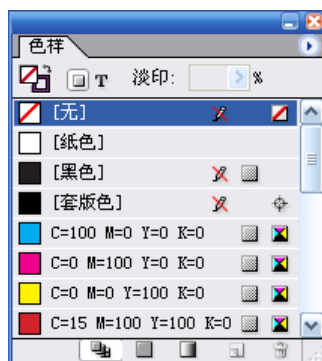 色样
T 淡印: %
[无]
[纸色]
[黑色]
[套版色]
C=100 M=0 Y=0 K=0
C=0 M=100 Y=0 K=0
C=0 M=0 Y=100 K=0
C=15 M=100 Y=100 K=0